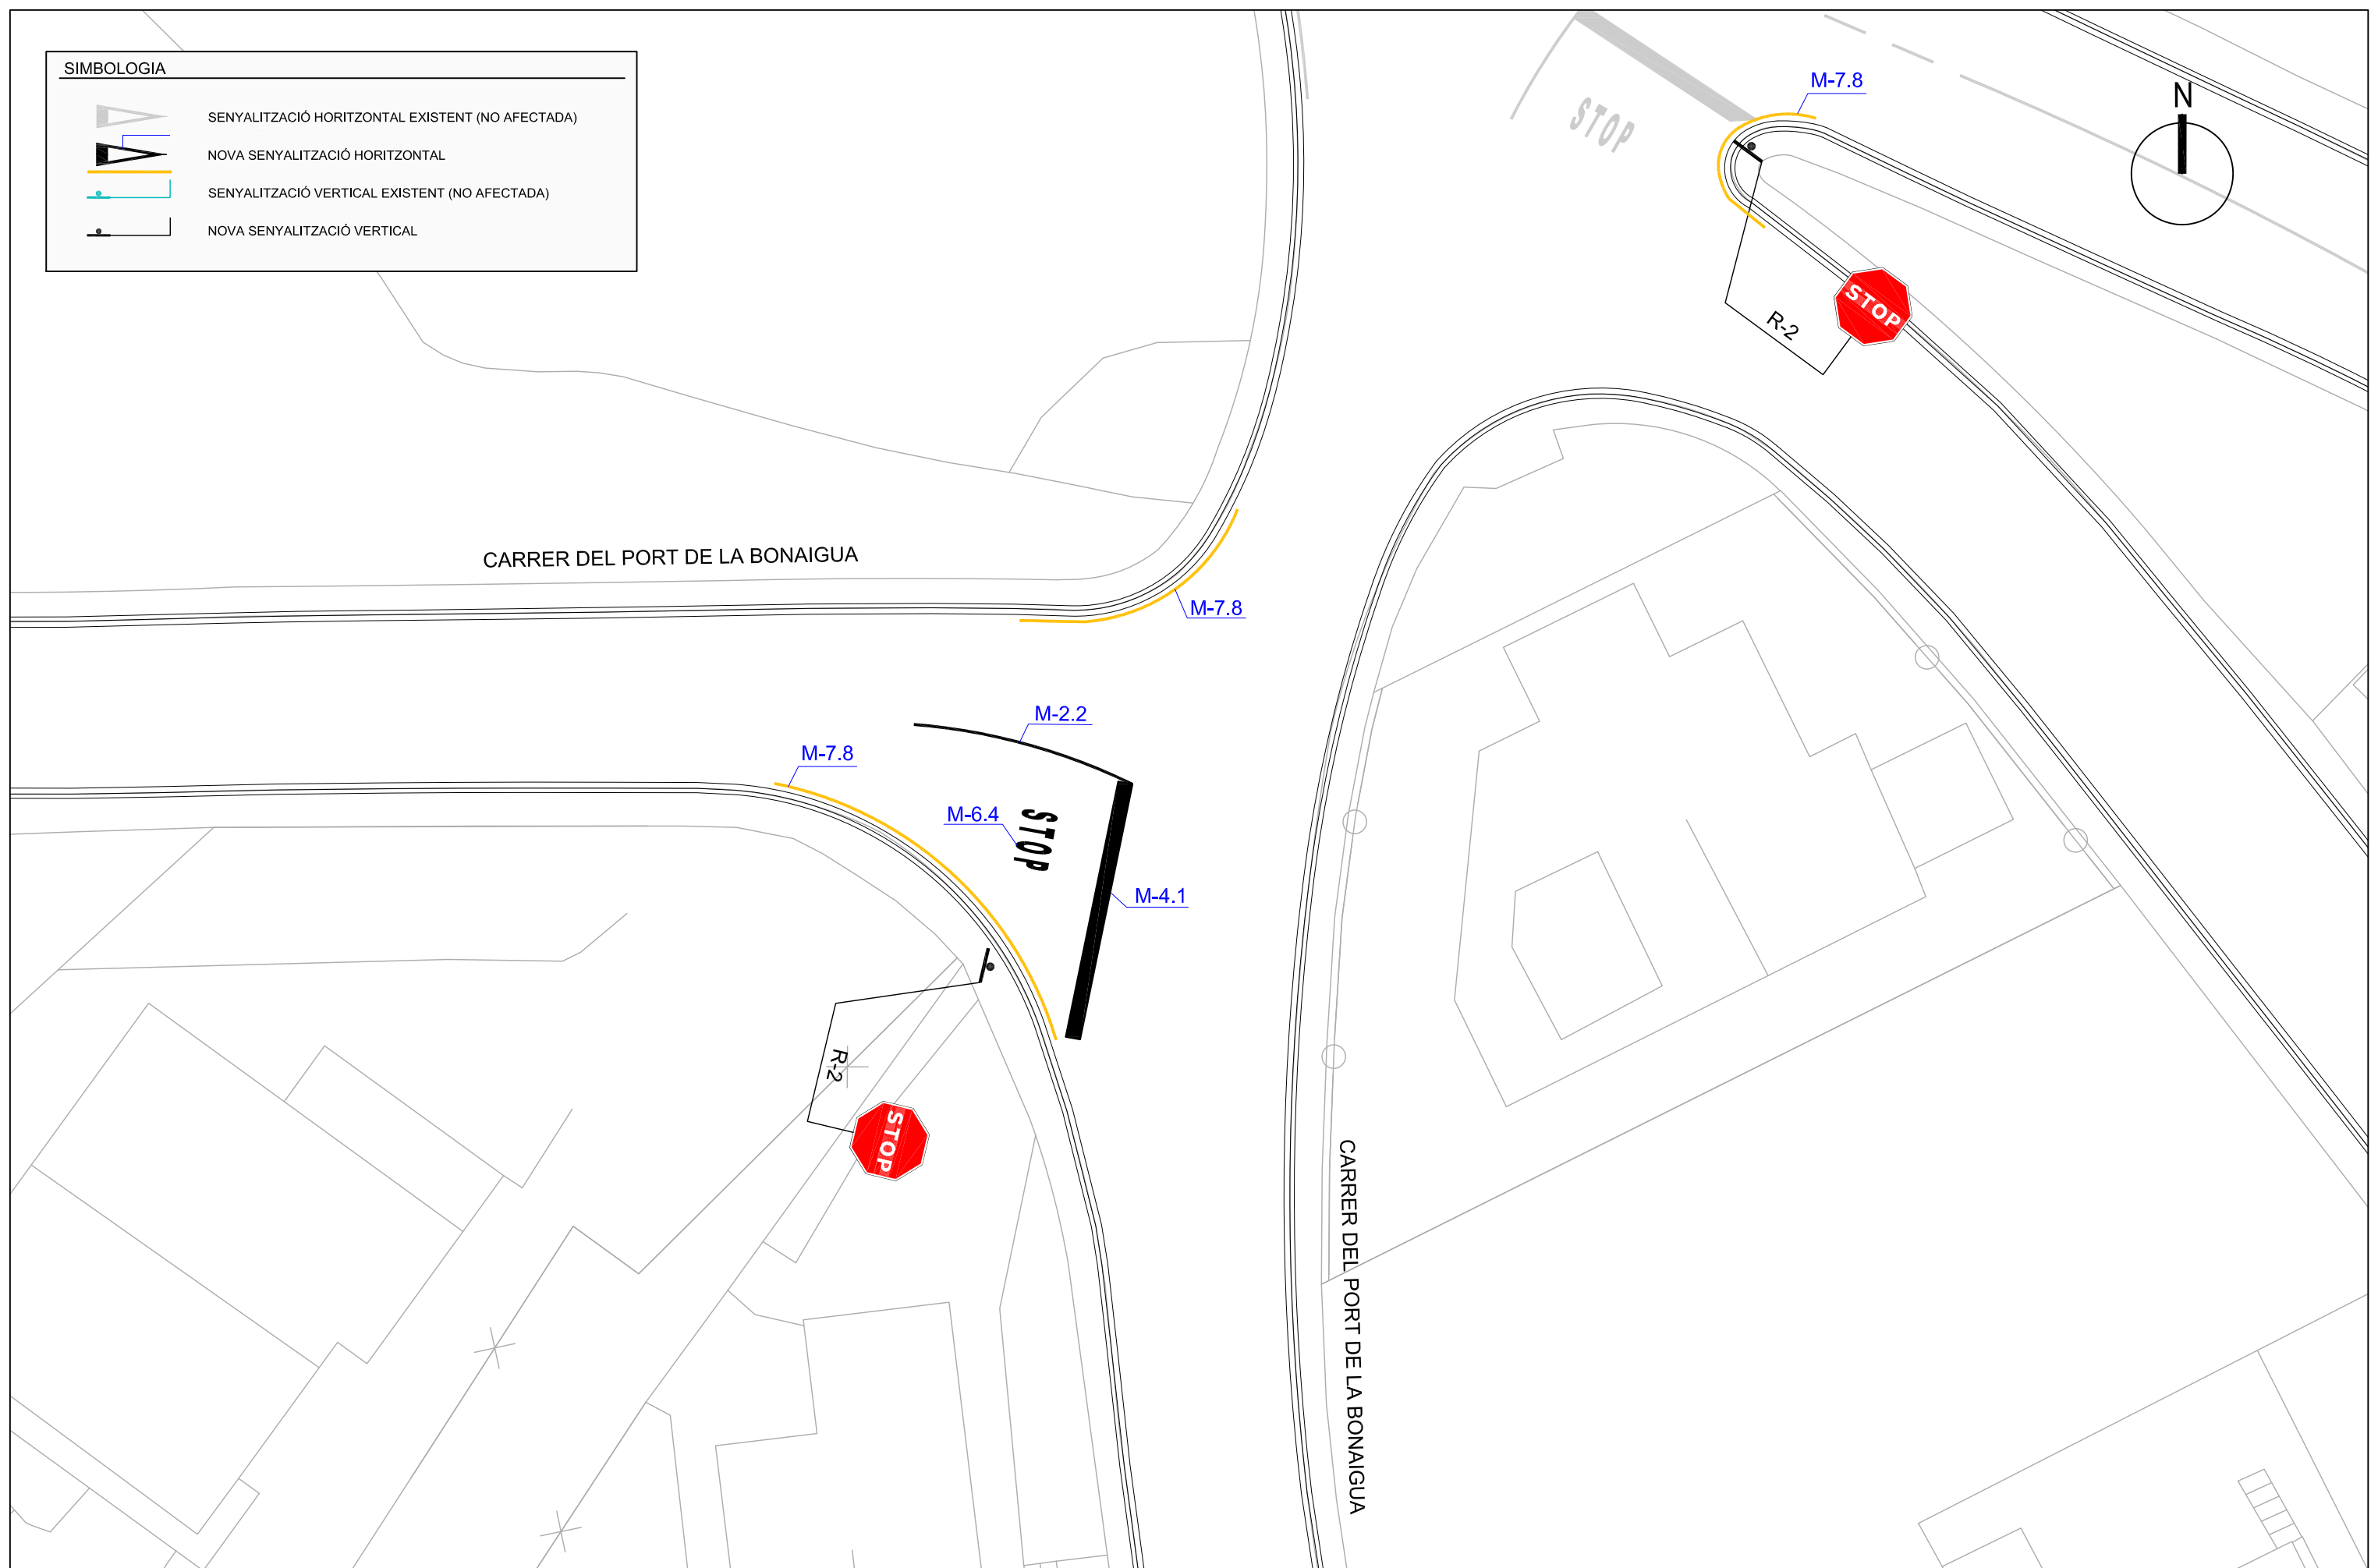 SIMBOLOGIA
SENYALITZACIÓ HORITZONTAL EXISTENT (NO AFECTADA)
NOVA SENYALITZACIÓ HORITZONTAL
SENYALITZACIÓ VERTICAL EXISTENT (NO AFECTADA)
NOVA SENYALITZACIÓ VERTICAL
STOP
M-7.8
N
STOP
R-2
CARRER DEL PORT DE LA BONAIGUA
M-7.8
M-2.2
M-7.8
M-6.4
STOP
M-4.1
R-2
STOP
CARRER DEL PORT DE LA BONAIGUA